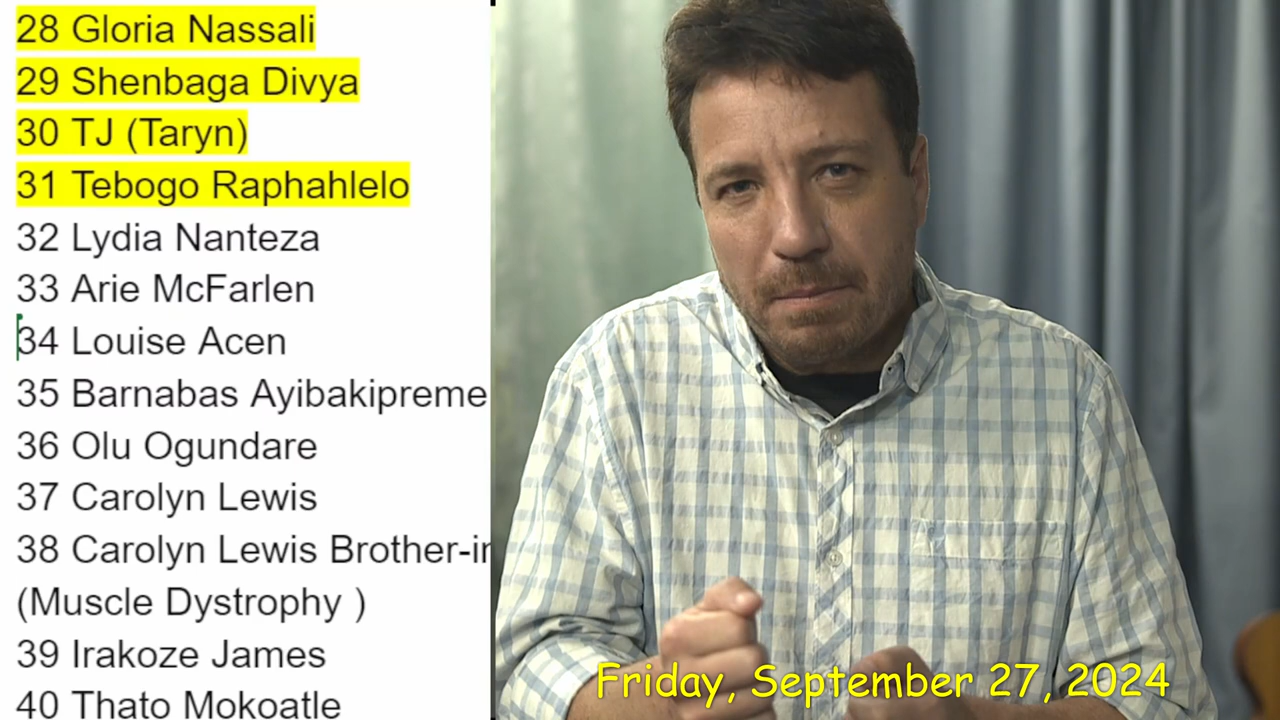 28 Gloria Nassali
29 Shenbaga Divya
30 TJ (Taryn)
31 Tebogo Raphahlelo
32 Lydia Nanteza
33 Arie McFarlen
34 Louise Acen
35 Barnabas Ayibakipreme
36 Olu Ogundare
37 Carolyn Lewis
38 Carolyn Lewis Brother-in
(Muscle Dystrophy )
39 Irakoze James
40 Thato Mokoatle
Friday, September 27, 2024